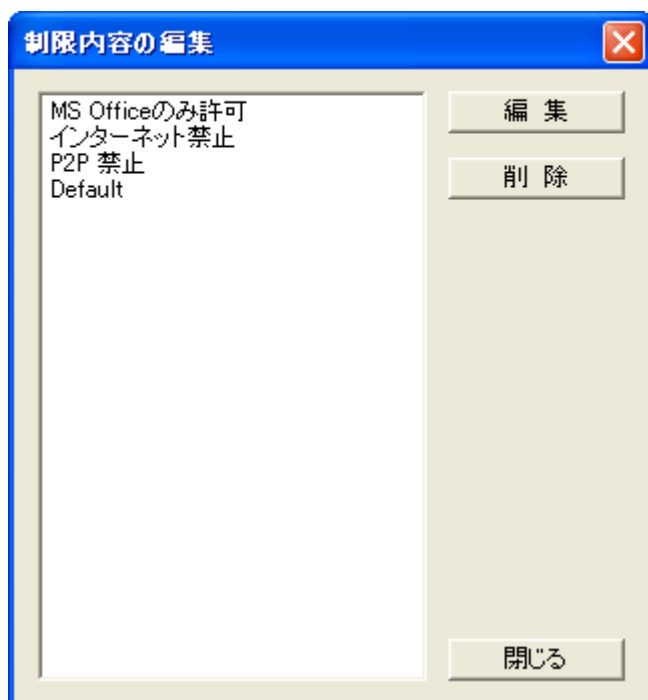 制限内容の編集
MS Officeのみ許可
インターネット禁止
P2P 禁止
Default
編 集
削 除
閉じる